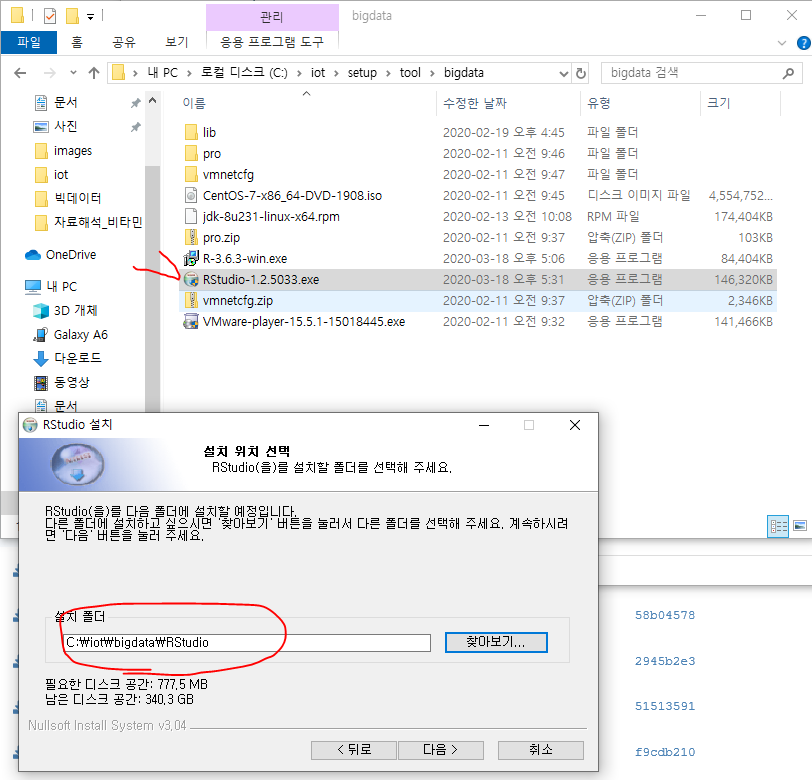 관리
bigdata
파일
홈
공유
보기
응용 프로그램 도구
내 PC › 로컬 디스크 (C:) › iot › setup › tool › bigdata
bigdata 검색
문서
사진
images
iot
빅데이터
자료해석_비타민
OneDrive
내 PC
3D 개체
Galaxy A6
다운로드
동영상
문서
이름 수정한 날짜 유형 크기
lib 2020-02-19 오후 4:45 파일 폴더
pro 2020-02-11 오전 9:46 파일 폴더
vmnetcfg 2020-02-11 오전 9:47 파일 폴더
CentOS-7-x86_64-DVD-1908.iso 2020-02-11 오전 9:45 디스크 이미지 파일 4,554,752...
jdk-8u231-linux-x64.rpm 2020-02-13 오전 10:08 RPM 파일 174,404KB
pro.zip 2020-02-11 오전 9:37 압축(ZIP) 폴더 103KB
R-3.6.3-win.exe 2020-03-18 오후 5:06 응용 프로그램 84,404KB
RStudio-1.2.5033.exe 2020-03-18 오후 5:31 응용 프로그램 146,320KB
vmnetcfg.zip 2020-02-11 오전 9:37 압축(ZIP) 폴더 2,346KB
VMware-player-15.5.1-15018445.exe 2020-02-11 오전 9:32 응용 프로그램 141,466KB
RStudio 설치
설치 위치 선택
RStudio(을)를 설치할 폴더를 선택해 주세요.
RStudio(을)를 다음 폴더에 설치할 예정입니다.
다른 폴더에 설치하고 싶으시면 '찾아보기' 버튼을 눌러서 다른 폴더를 선택해 주세요. 계속하시려
면 '다음' 버튼을 눌러 주세요.
설치 폴더
C:₩iot₩bigdata₩RStudio
찾아보기...
필요한 디스크 공간: 777.5 MB
남은 디스크 공간: 340.3 GB
Nullsoft Install System v3.04
< 뒤로
다음 >
취소
58b04578
2945b2e3
51513591
f9cdb210